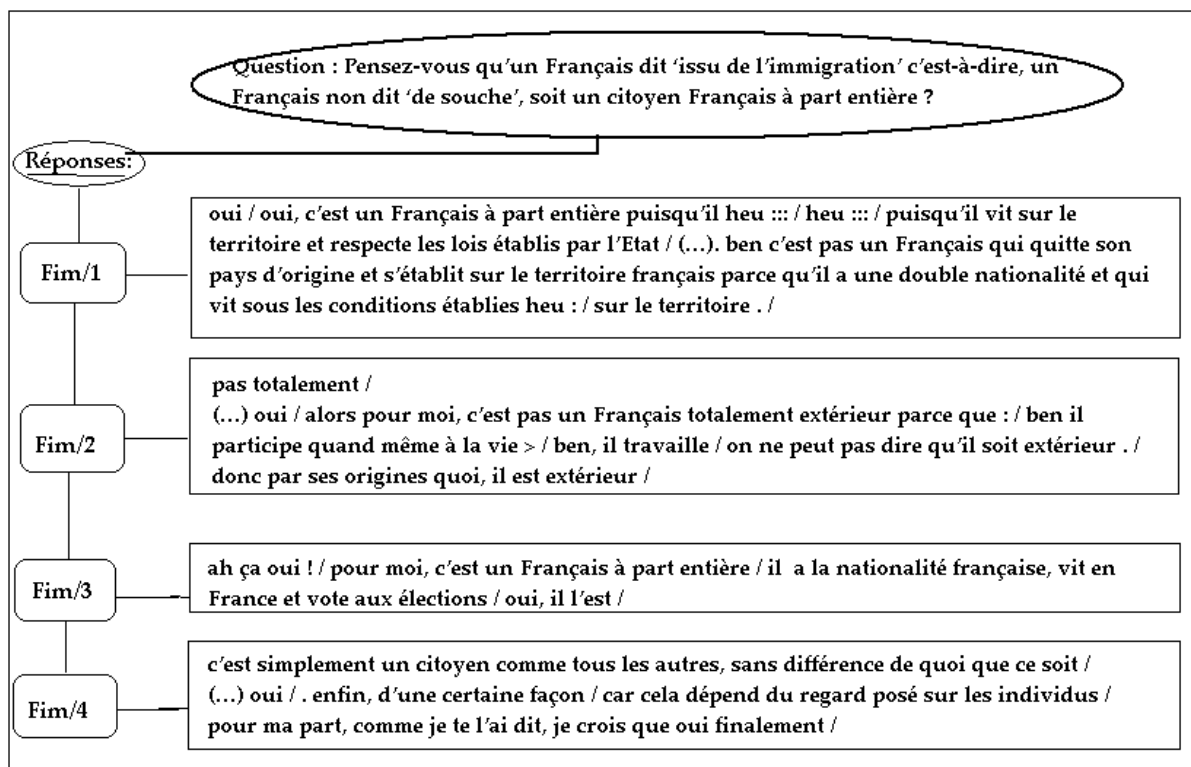 Question : Pensez-vous qu'un Français dit 'issu de l'immigration' c'est-à-dire, un
Français non dit 'de souche', soit un citoyen Français à part entière ?
Réponses:
Fim/1
oui / oui, c'est un Français à part entière puisqu'il heu ::: / heu ::: / puisqu'il vit sur le
territoire et respecte les lois établis par l'Etat / (…). ben c'est pas un Français qui quitte son
pays d'origine et s'établit sur le territoire français parce qu'il a une double nationalité et qui
vit sous les conditions établies heu : / sur le territoire . /
Fim/2
pas totalement /
(…) oui / alors pour moi, c'est pas un Français totalement extérieur parce que : / ben il
participe quand même à la vie > / ben, il travaille / on ne peut pas dire qu'il soit extérieur . /
donc par ses origines quoi, il est extérieur /
Fim/3
ah ça oui ! / pour moi, c'est un Français à part entière / il a la nationalité française, vit en
France et vote aux élections / oui, il l'est /
Fim/4
c'est simplement un citoyen comme tous les autres, sans différence de quoi que ce soit /
(…) oui / . enfin, d'une certaine façon / car cela dépend du regard posé sur les individus /
pour ma part, comme je te l'ai dit, je crois que oui finalement /